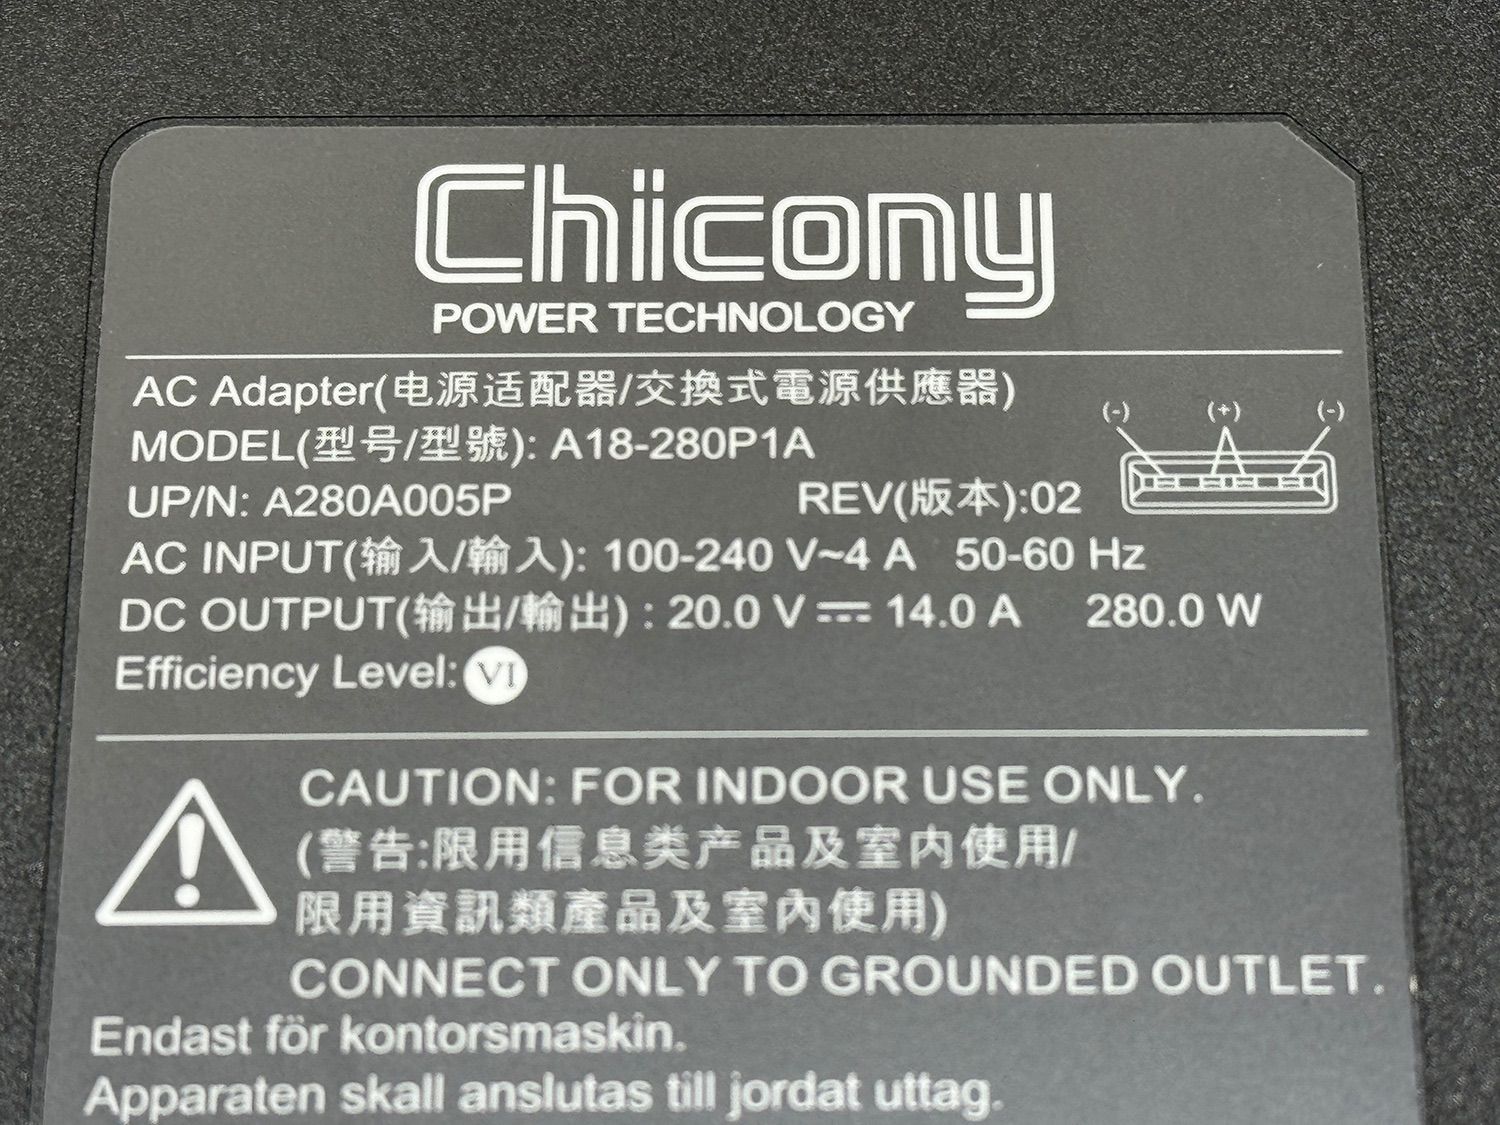 Chicony
POWER TECHNOLOGY
AC Adapter(电源适配器/交換式電源供應器)
MODEL(型号/型號): A18-280P1A
UP/N: A280A005P REV(版本):02
(-) (+) (-)
AC INPUT(输入/輸入): 100-240 V~4 A 50-60 Hz
DC OUTPUT(输出/輸出) : 20.0 V ⎓ 14.0 A 280.0 W
Efficiency Level: VI
CAUTION: FOR INDOOR USE ONLY.
(警告:限用信息类产品及室内使用/
限用資訊類產品及室內使用)
CONNECT ONLY TO GROUNDED OUTLET.
Endast för kontorsmaskin.
Apparaten skall anslutas till jordat uttag.